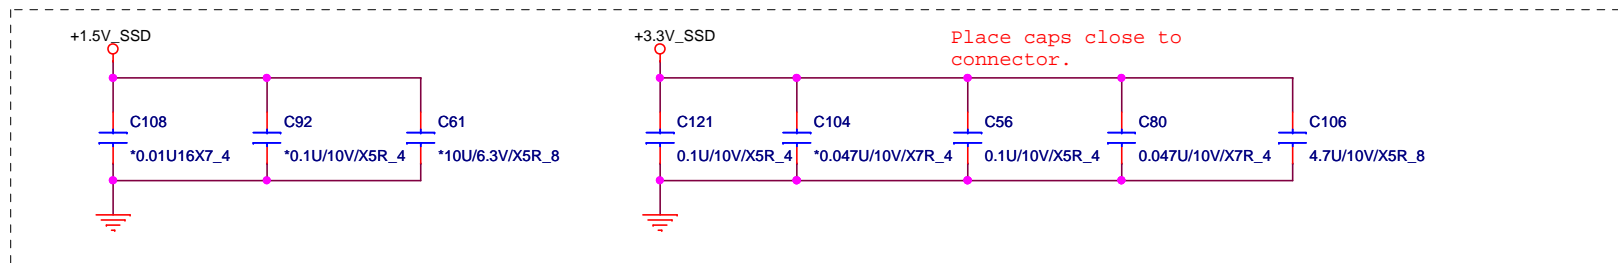 +1.5V_SSD
C108
*0.01U16X7_4
C92
*0.1U/10V/X5R_4
C61
*10U/6.3V/X5R_8
+3.3V_SSD
Place caps close to
connector.
C121
0.1U/10V/X5R_4
C104
*0.047U/10V/X7R_4
C56
0.1U/10V/X5R_4
C80
0.047U/10V/X7R_4
C106
4.7U/10V/X5R_8